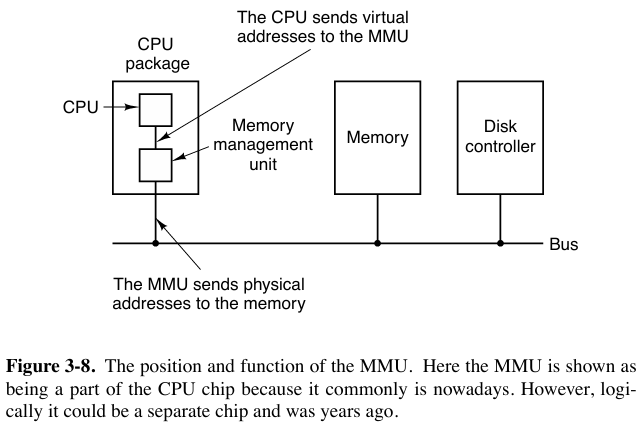 The CPU sends virtual
addresses to the MMU
CPU
package
CPU
Memory
management
unit
Memory
Disk
controller
Bus
The MMU sends physical
addresses to the memory
Figure 3-8. The position and function of the MMU. Here the MMU is shown as
being a part of the CPU chip because it commonly is nowadays. However, logi-
cally it could be a separate chip and was years ago.